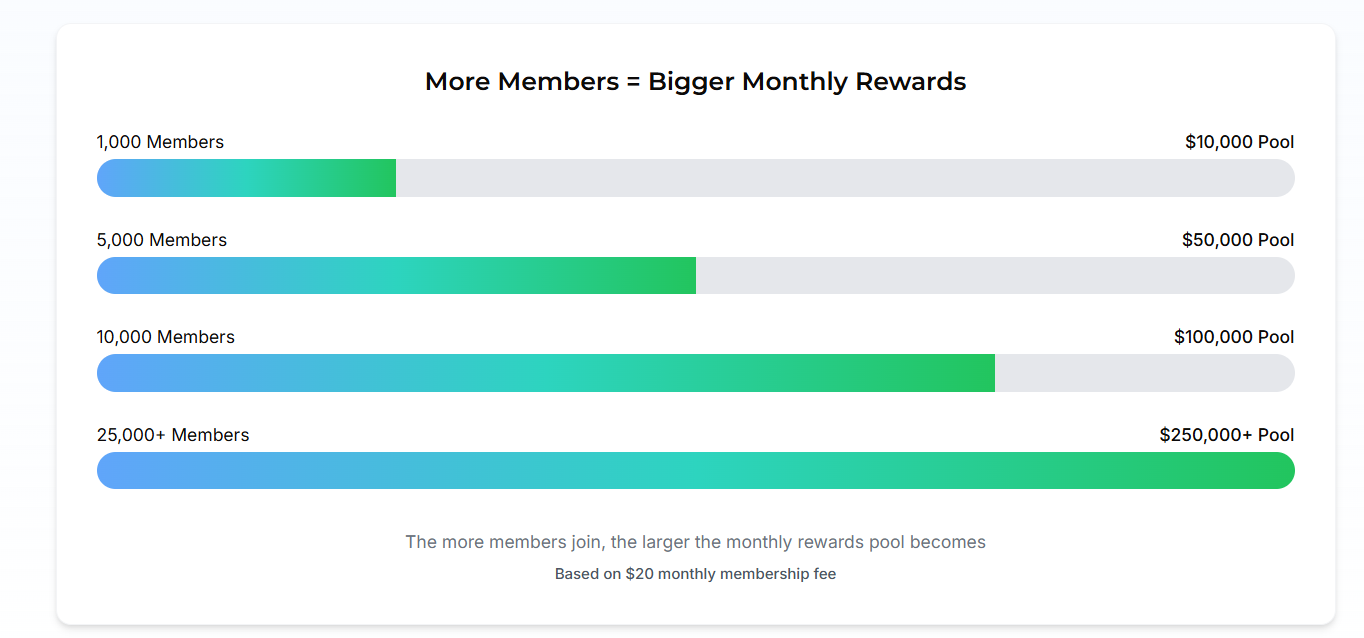 More Members = Bigger Monthly Rewards
1,000 Members $10,000 Pool
5,000 Members $50,000 Pool
10,000 Members $100,000 Pool
25,000+ Members $250,000+ Pool
The more members join, the larger the monthly rewards pool becomes
Based on $20 monthly membership fee